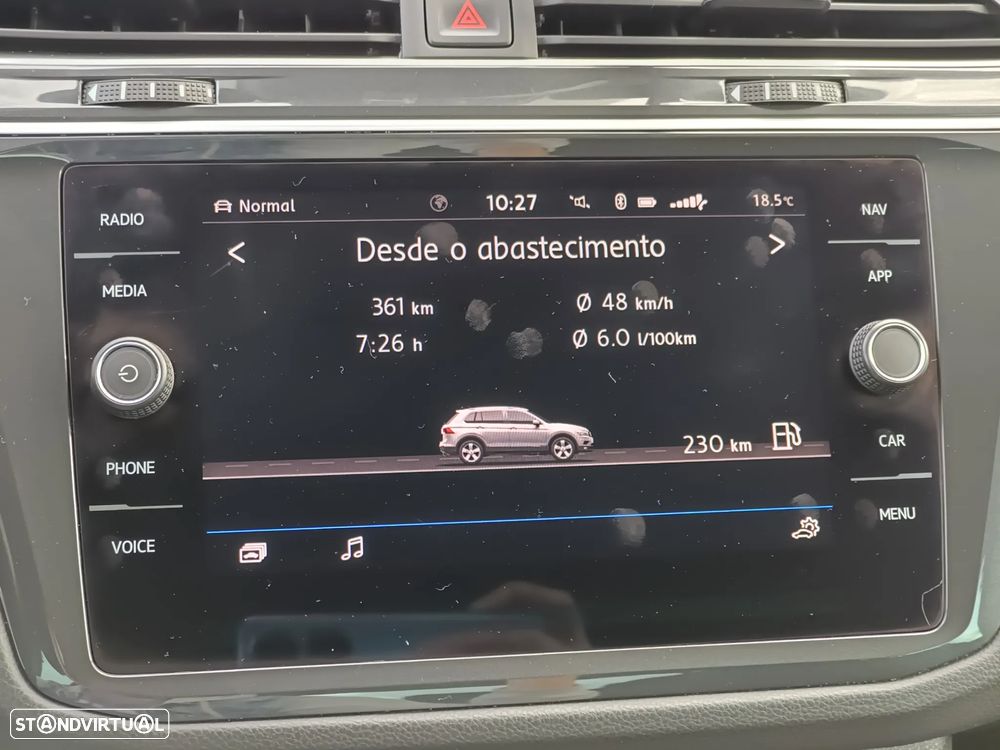 RADIO
MEDIA
PHONE
VOICE
Normal 10:27 18.5°C
< Desde o abastecimento >
361 km Ø 48 km/h
7:26 h Ø 6.0 l/100km
230 km
NAV
APP
CAR
MENU
STANDVIRTUAL